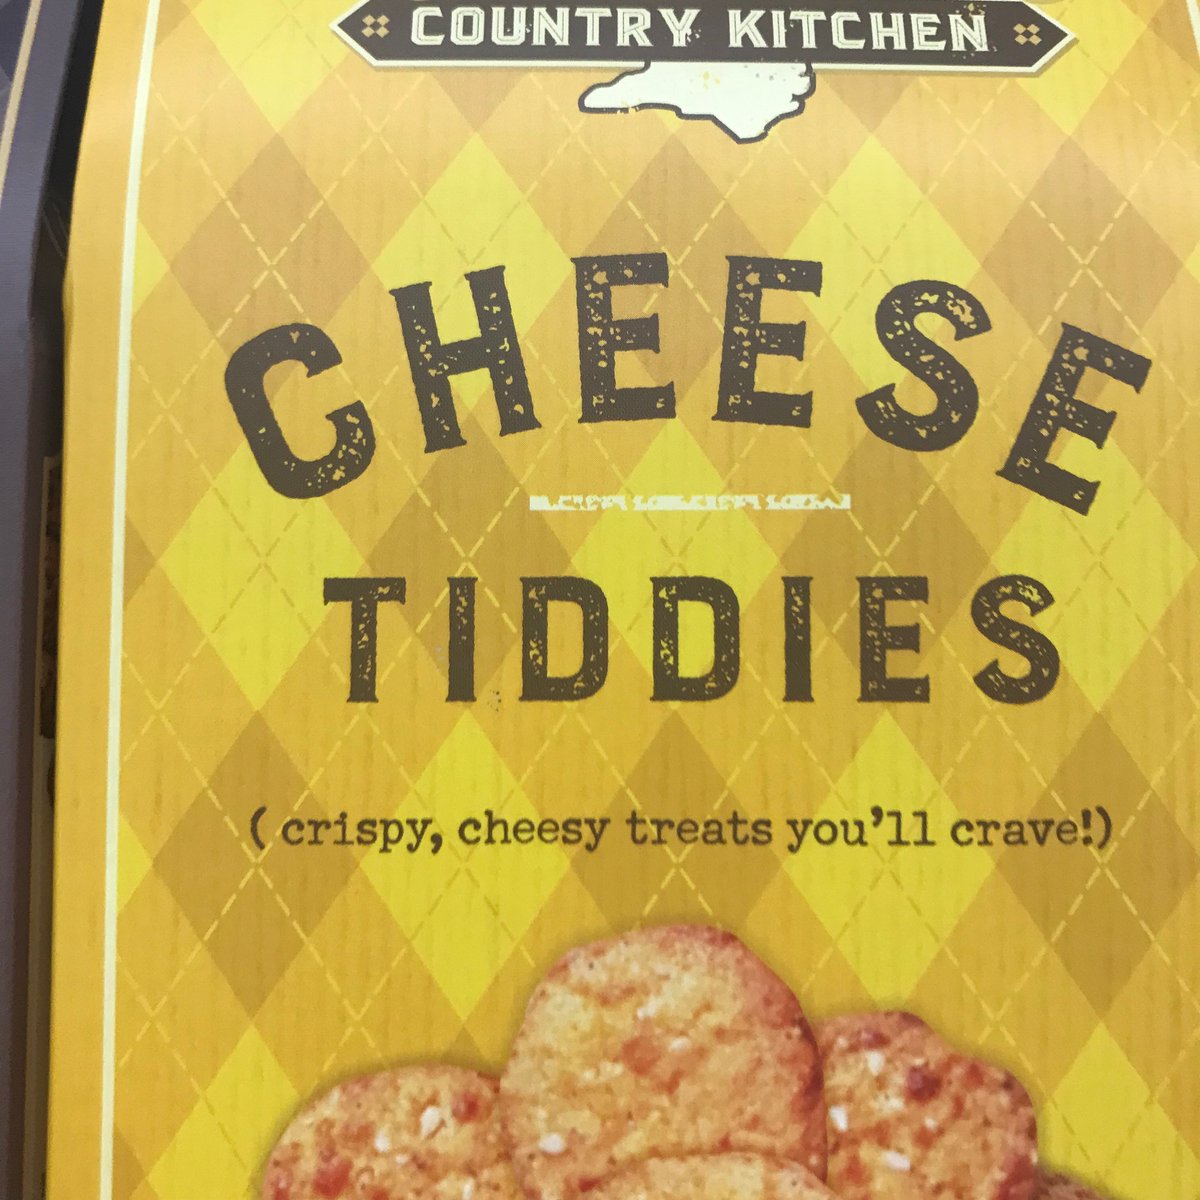 COUNTRY KITCHEN
CHEESE
TIDDIES
( crispy, cheesy treats you'll crave!)